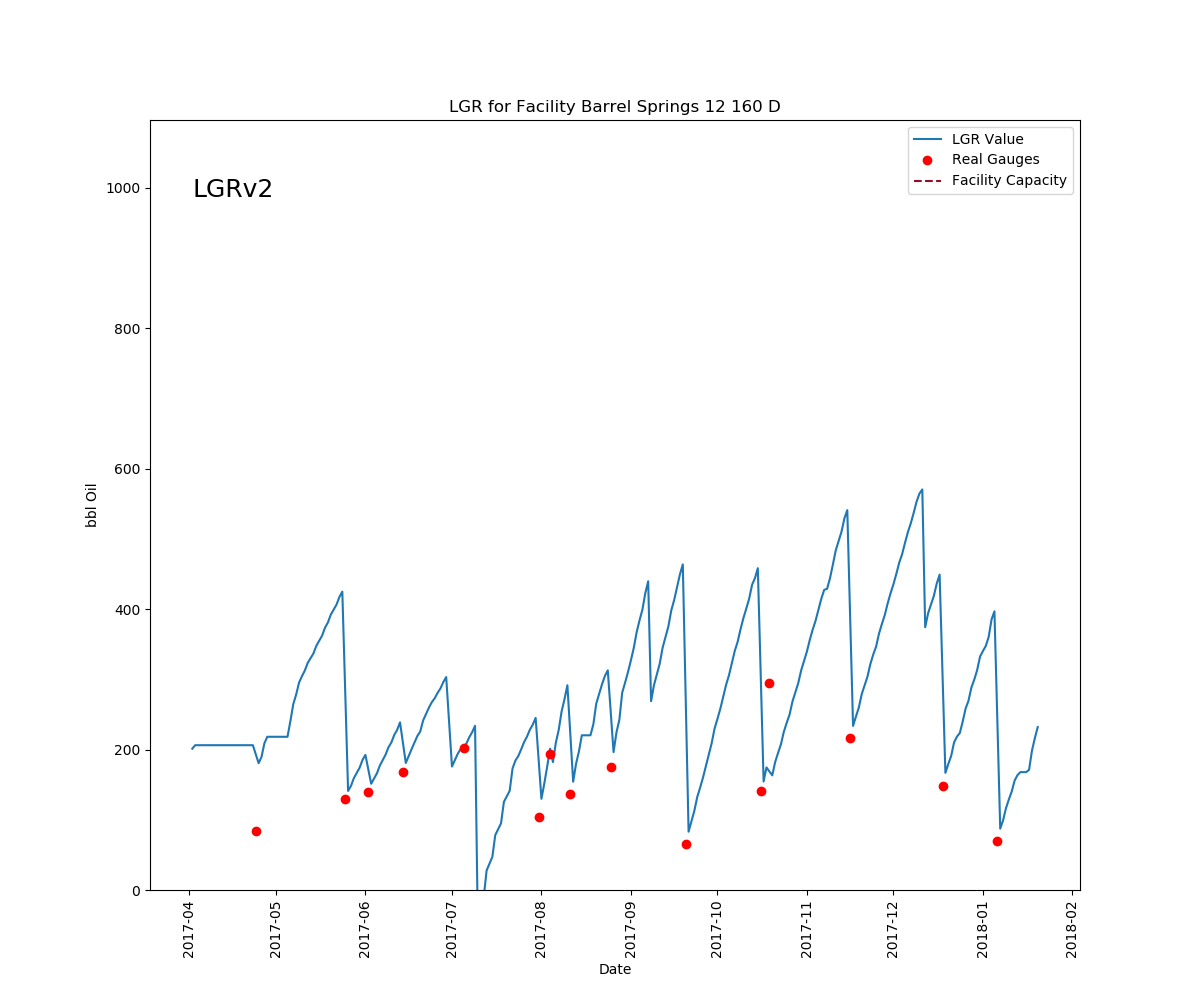 LGR for Facility Barrel Springs 12 160 D
LGRv2
LGR Value
Real Gauges
Facility Capacity
bbl Oil
1000
800
600
400
200
0
2017-04
2017-05
2017-06
2017-07
2017-08
2017-09
2017-10
2017-11
2017-12
2018-01
2018-02
Date